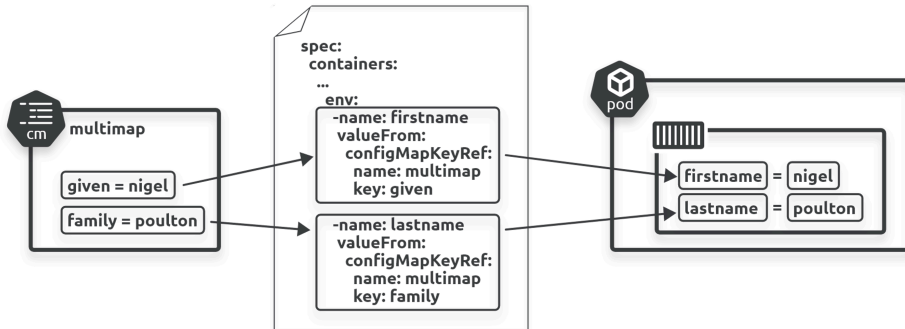 cm
multimap
given = nigel
family = poulton
spec:
containers:
...
env:
-name: firstname
valueFrom:
configMapKeyRef:
name: multimap
key: given
-name: lastname
valueFrom:
configMapKeyRef:
name: multimap
key: family
pod
firstname = nigel
lastname = poulton